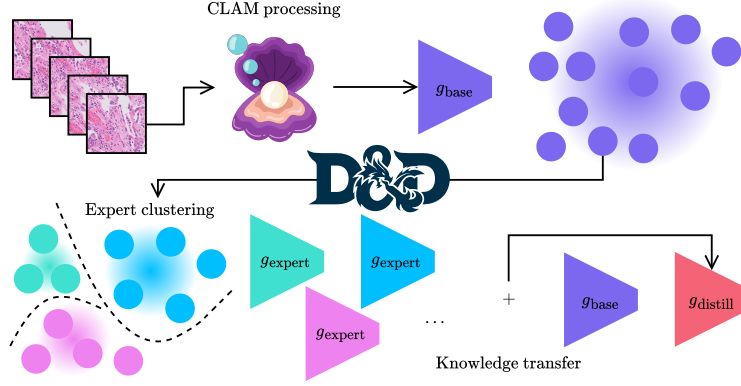 CLAM processing
g_base
D&D
Expert clustering
g_expert
g_expert
g_expert
...
+
g_base
g_distill
Knowledge transfer